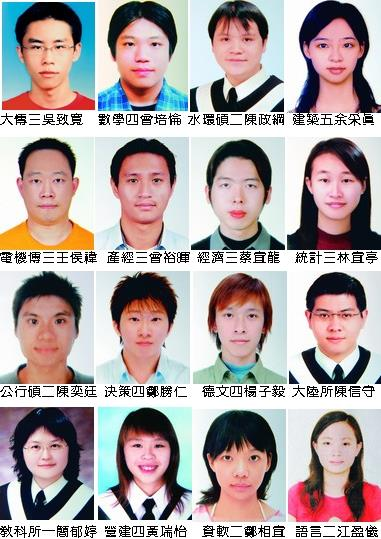 大傳三吳致寬 數學四曾培倫 水環碩二陳政綱 建築五余采真
電機博三王侯禕 產經三曾裕暉 經濟三蔡宜龍 統計三林宜亭
公行碩二陳奕廷 決策四鄭勝仁 德文四楊子毅 大陸所陳信守
教科所一簡郁婷 營建四黃瑞怡 資軟二鄭相宜 語言二江盈儀